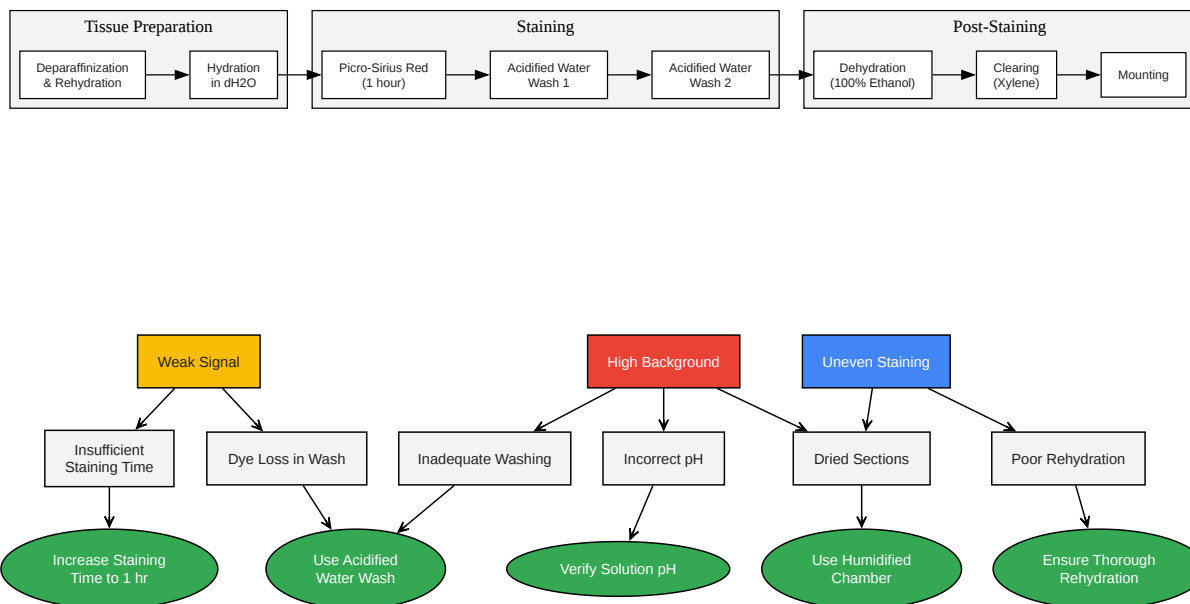 Tissue Preparation
Deparaffinization
& Rehydration
Hydration
in dH2O
Staining
Picro-Sirius Red
(1 hour)
Acidified Water
Wash 1
Acidified Water
Wash 2
Post-Staining
Dehydration
(100% Ethanol)
Clearing
(Xylene)
Mounting
Weak Signal
High Background
Uneven Staining
Insufficient
Staining Time
Dye Loss in Wash
Inadequate Washing
Incorrect pH
Dried Sections
Poor Rehydration
Increase Staining
Time to 1 hr
Use Acidified
Water Wash
Verify Solution pH
Use Humidified
Chamber
Ensure Thorough
Rehydration